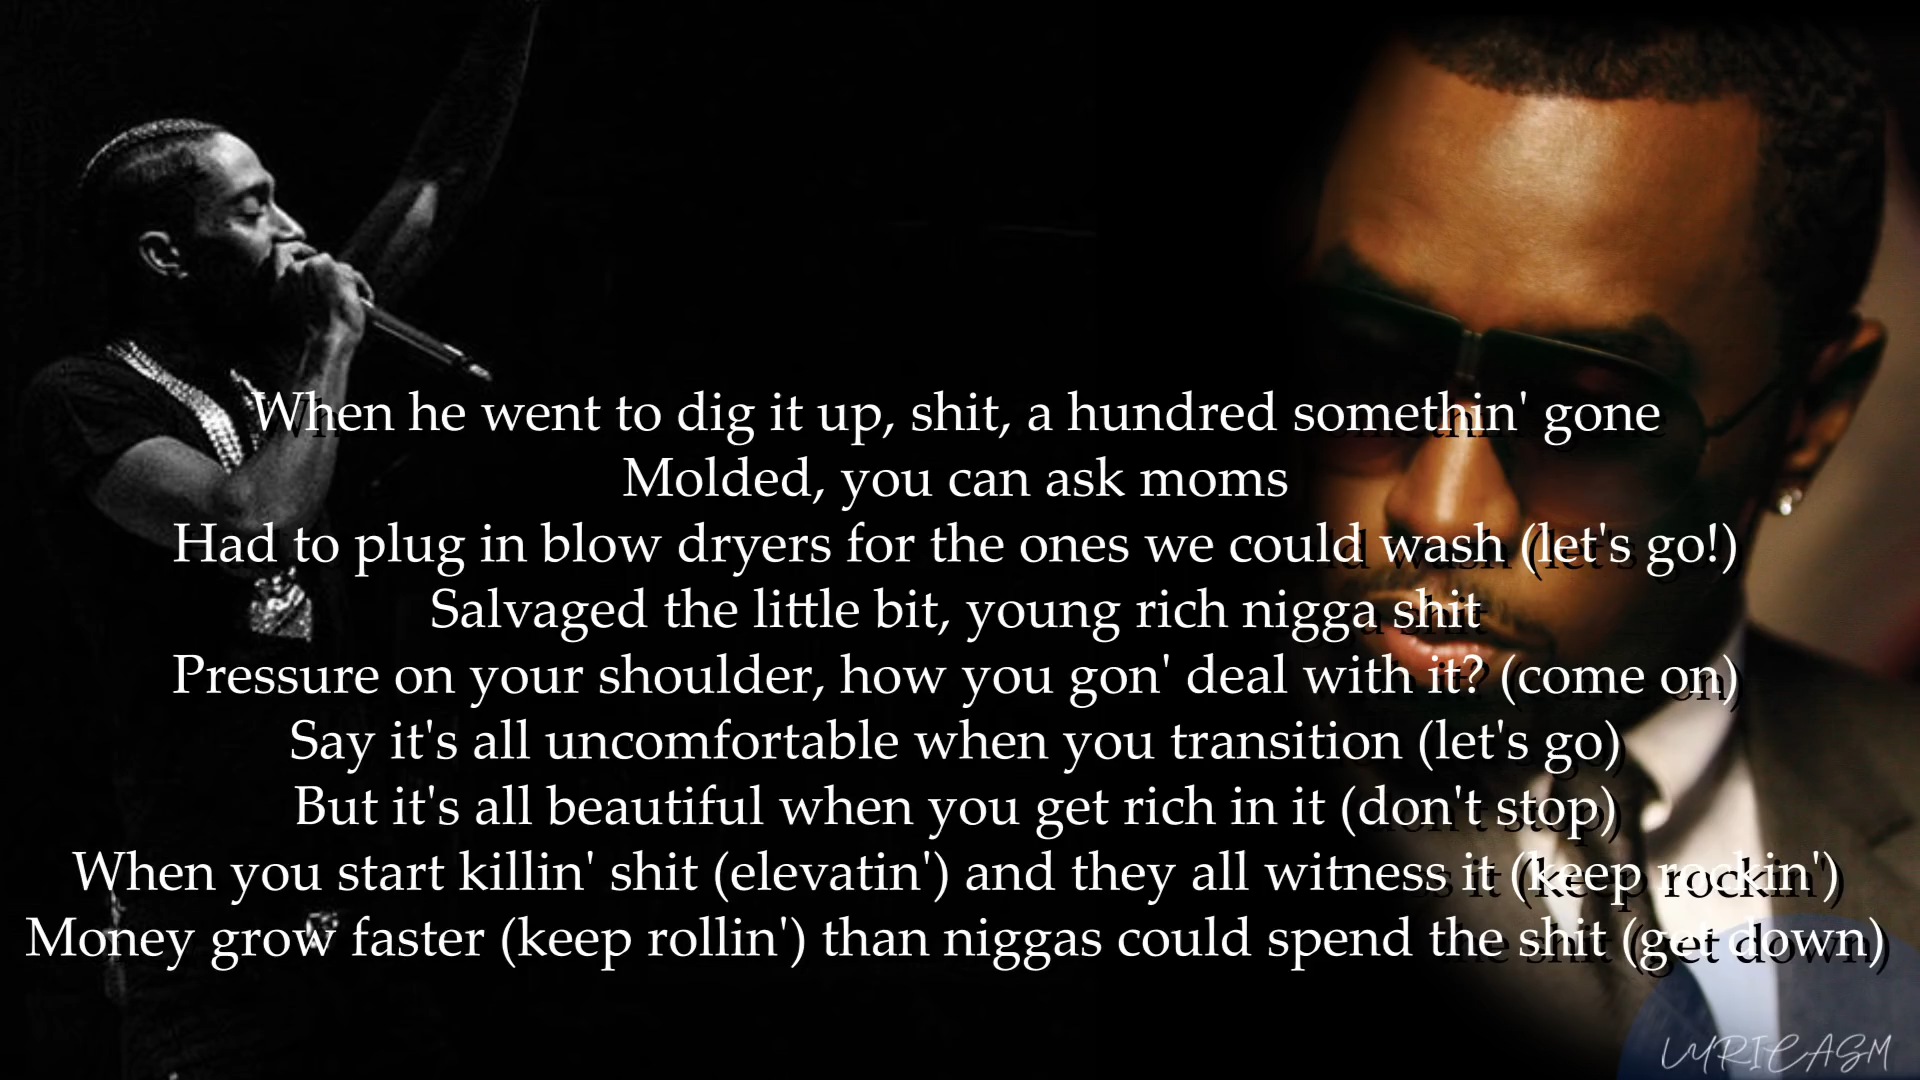 When he went to dig it up, shit, a hundred somethin' gone
Molded, you can ask moms
Had to plug in blow dryers for the ones we could wash (let's go!)
Salvaged the little bit, young rich nigga shit
Pressure on your shoulder, how you gon' deal with it? (come on)
Say it's all uncomfortable when you transition (let's go)
But it's all beautiful when you get rich in it (don't stop)
When you start killin' shit (elevatin') and they all witness it (keep rockin')
Money grow faster (keep rollin') than niggas could spend the shit (get down)
LYRICASM